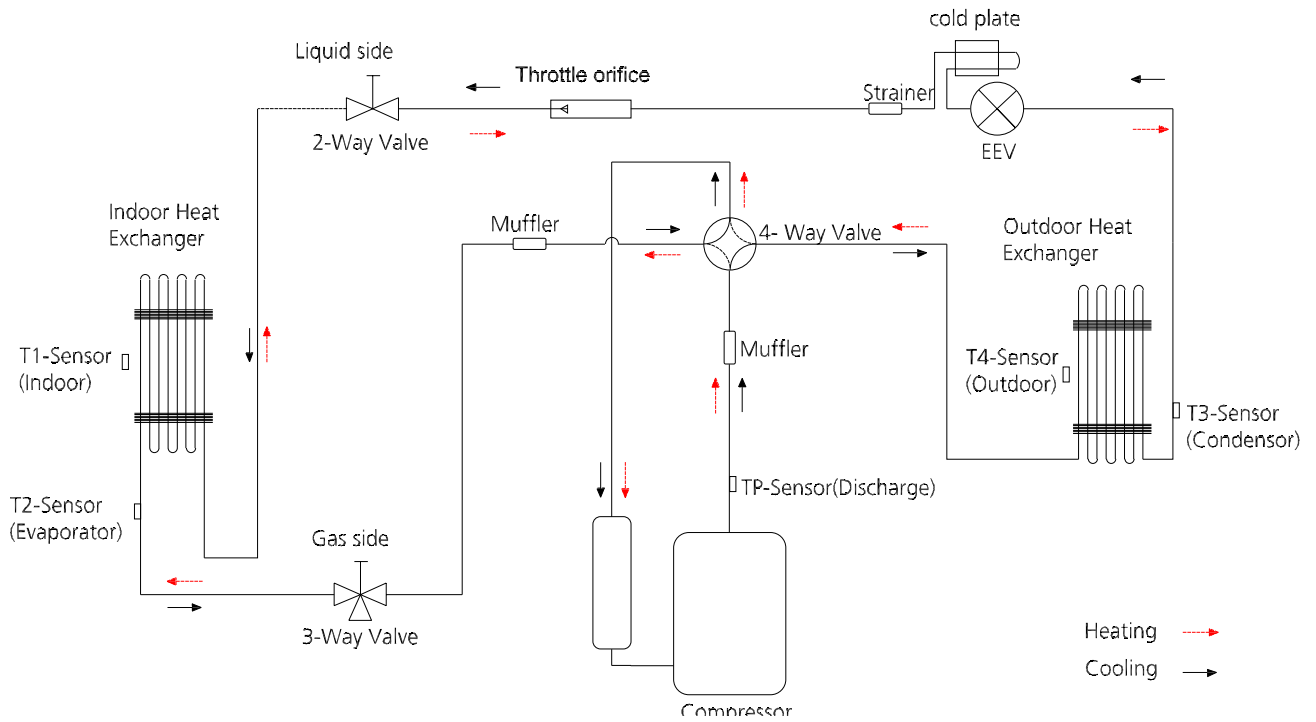 cold plate
Liquid side
Throttle orifice
Strainer
2-Way Valve
EEV
Indoor Heat
Exchanger
Muffler
4- Way Valve
Outdoor Heat
Exchanger
T1-Sensor
(Indoor)
Muffler
T4-Sensor
(Outdoor)
T3-Sensor
(Condensor)
T2-Sensor
(Evaporator)
TP-Sensor(Discharge)
Gas side
3-Way Valve
Heating
Cooling
Compressor